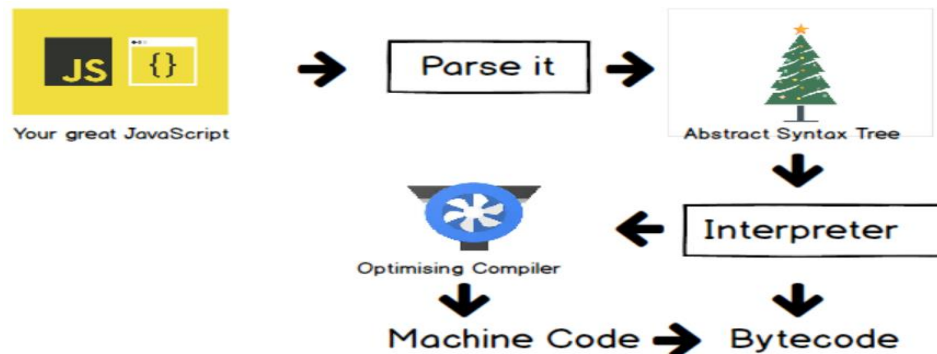 JS {}
Parse it
Your great JavaScript
Abstract Syntax Tree
Interpreter
Optimising Compiler
Machine Code
Bytecode